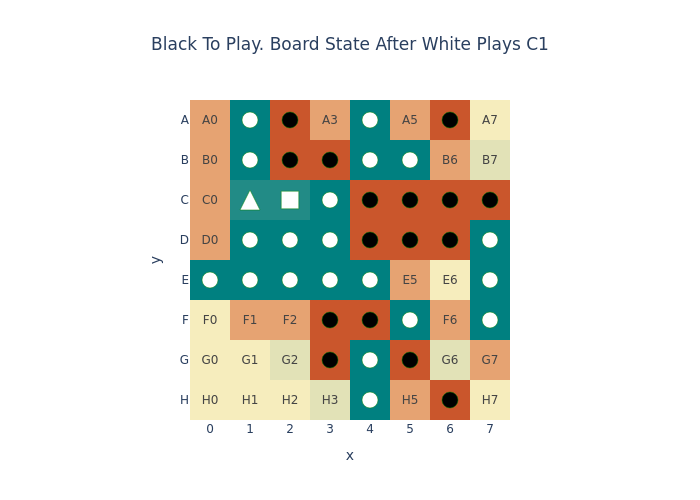 Black To Play. Board State After White Plays C1
A A0 A3 A5 A7
B B0 B6 B7
C C0
D D0
E E5 E6
F F0 F1 F2 F6
G G0 G1 G2 G6 G7
H H0 H1 H2 H3 H5 H7
0 1 2 3 4 5 6 7
x
y